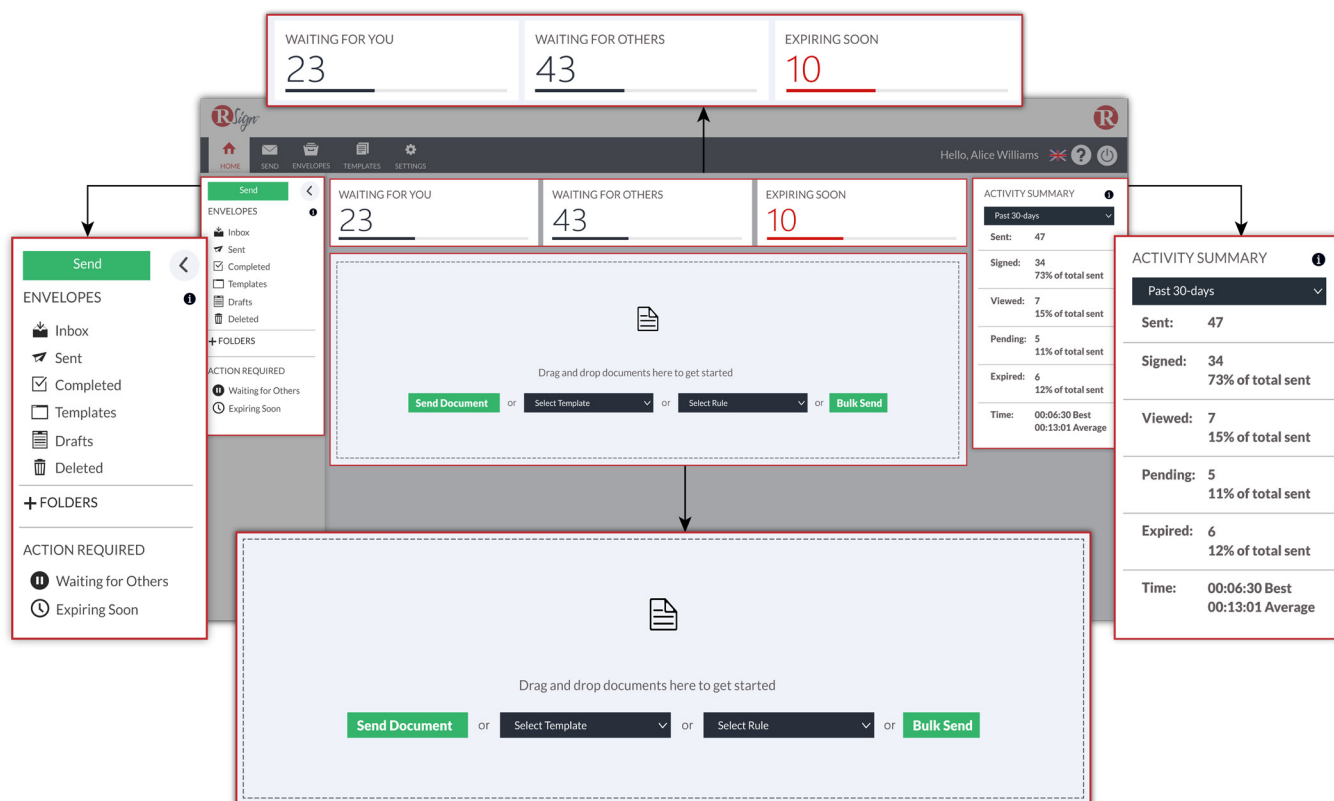 WAITING FOR YOU
23
WAITING FOR OTHERS
43
EXPIRING SOON
10
RSign
R
HOME
SEND
ENVELOPES
TEMPLATES
SETTINGS
Hello, Alice Williams
?
Send
ENVELOPES
Inbox
Sent
Completed
Templates
Drafts
Deleted
+ FOLDERS
ACTION REQUIRED
Waiting for Others
Expiring Soon
WAITING FOR YOU
23
WAITING FOR OTHERS
43
EXPIRING SOON
10
Drag and drop documents here to get started
Send Document or Select Template or Select Rule or Bulk Send
ACTIVITY SUMMARY
Past 30-days
Sent: 47
Signed: 34
73% of total sent
Viewed: 7
15% of total sent
Pending: 5
11% of total sent
Expired: 6
12% of total sent
Time: 00:06:30 Best
00:13:01 Average
Send
ENVELOPES
Inbox
Sent
Completed
Templates
Drafts
Deleted
+ FOLDERS
ACTION REQUIRED
Waiting for Others
Expiring Soon
ACTIVITY SUMMARY
Past 30-days
Sent: 47
Signed: 34
73% of total sent
Viewed: 7
15% of total sent
Pending: 5
11% of total sent
Expired: 6
12% of total sent
Time: 00:06:30 Best
00:13:01 Average
Drag and drop documents here to get started
Send Document or Select Template or Select Rule or Bulk Send